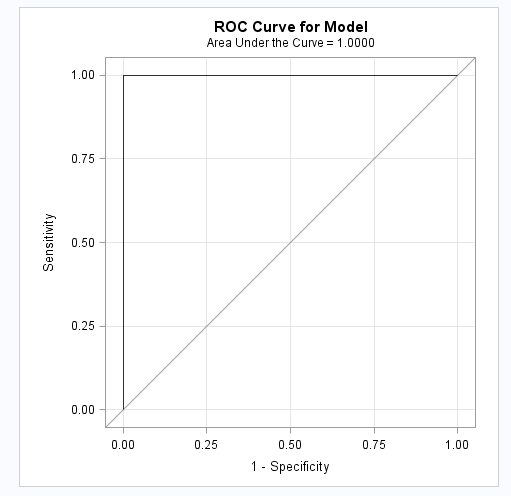 ROC Curve for Model
Area Under the Curve = 1.0000
1.00
0.75
0.50
0.25
0.00
Sensitivity
0.00 0.25 0.50 0.75 1.00
1 - Specificity